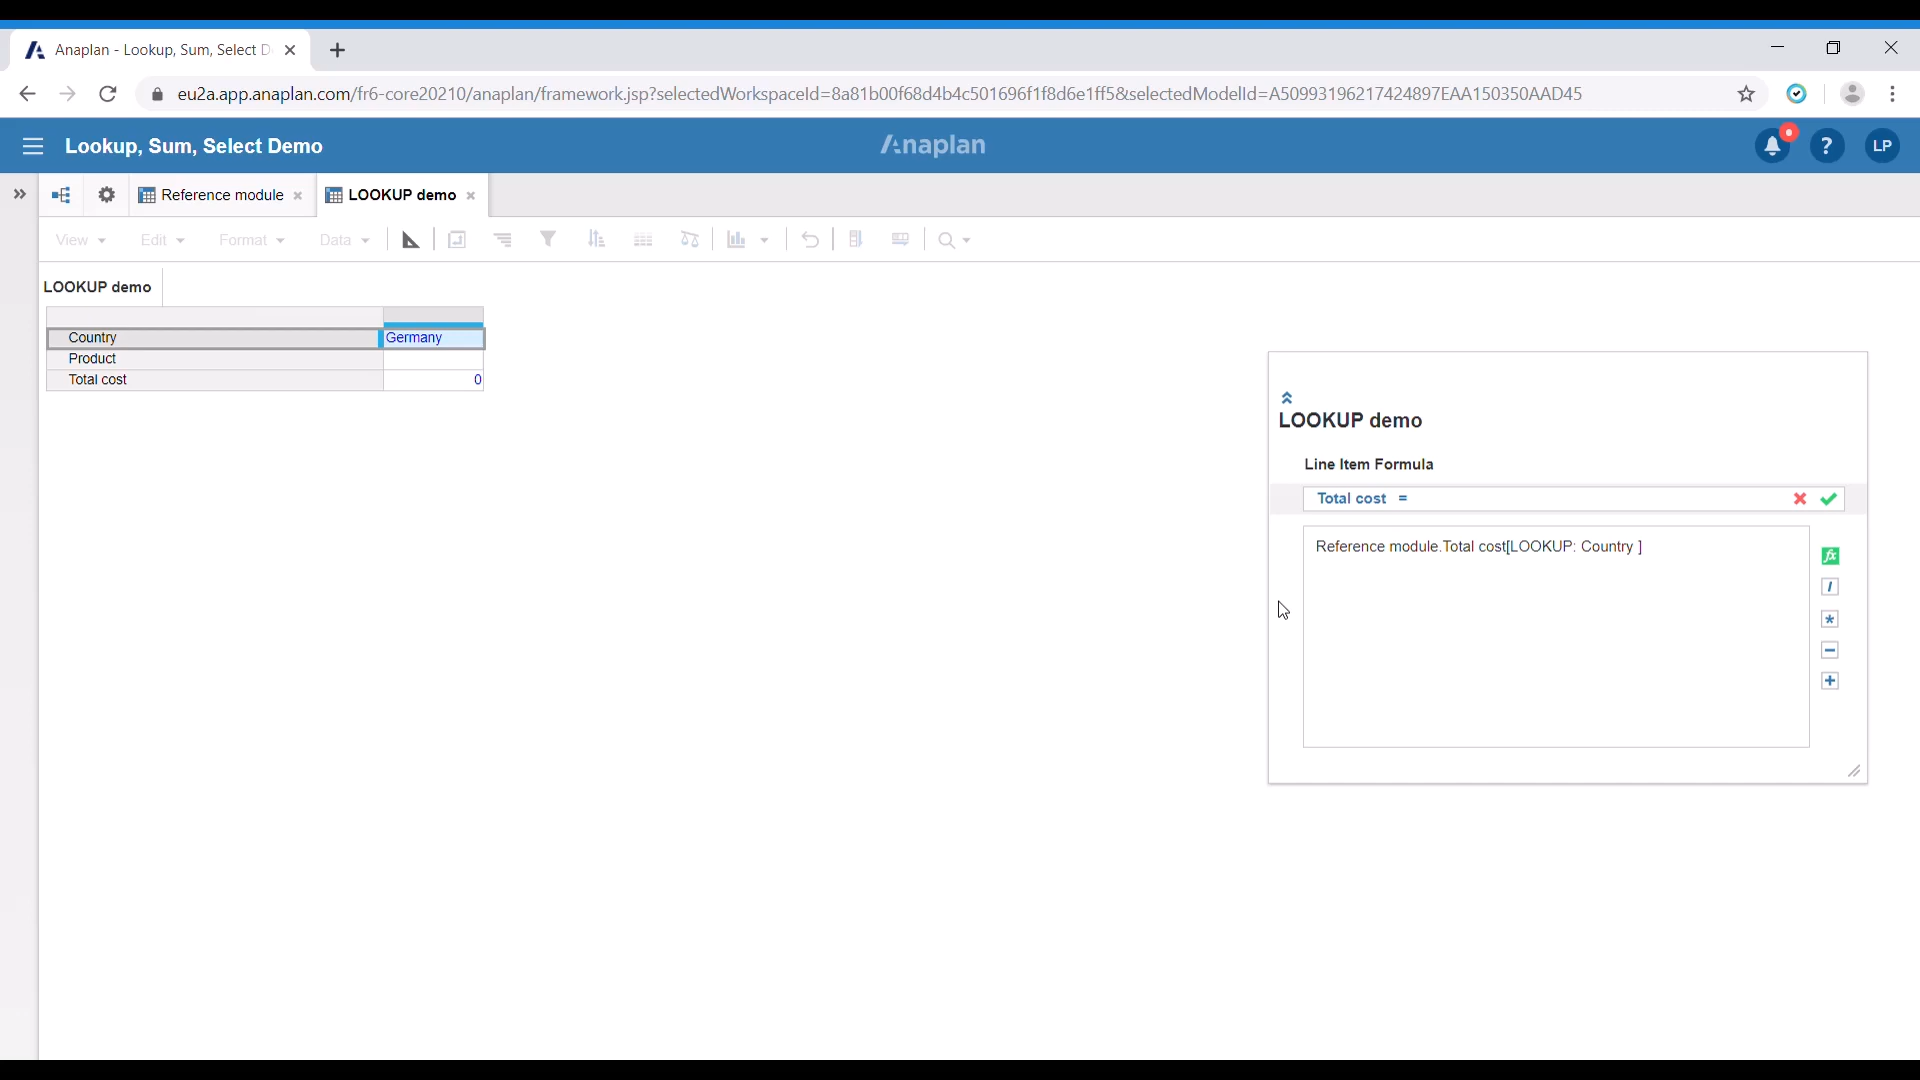 Anaplan - Lookup, Sum, Select D
eu2a.app.anaplan.com/fr6-core20210/anaplan/framework.jsp?selectedWorkspaceId=8a81b00f68d4b4c501696f1f8d6e1ff5&selectedModelId=A50993196217424897EAA150350AAD45
Lookup, Sum, Select Demo
Anaplan
?
LP
Reference module
LOOKUP demo
View
Edit
Format
Data
LOOKUP demo
Country Germany
Product
Total cost 0
LOOKUP demo
Line Item Formula
Total cost =
Reference module.Total cost[LOOKUP: Country ]
fx
/
*
−
+